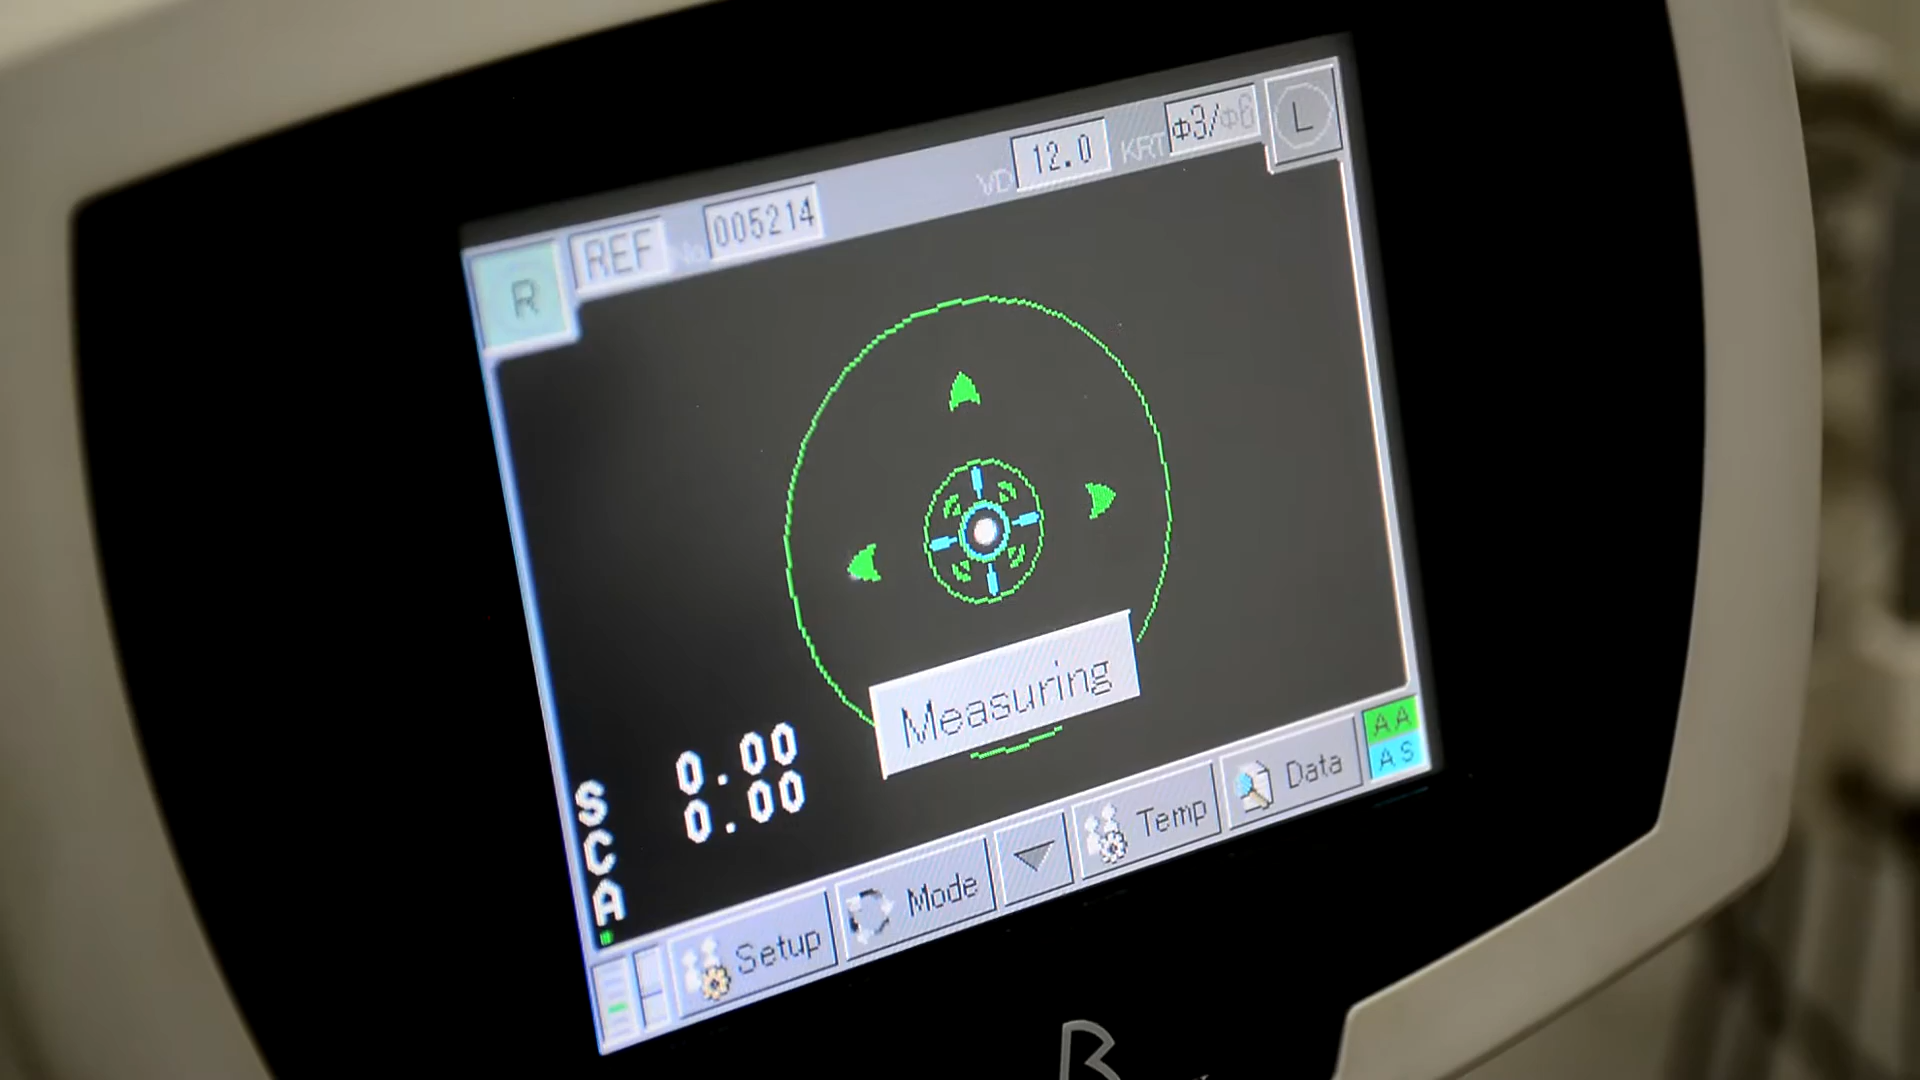 R REF No 005214 VD 12.0 KRT Φ3/Φ6 L
Measuring
S 0.00
C 0.00
A
Setup Mode Temp Data AA
AS